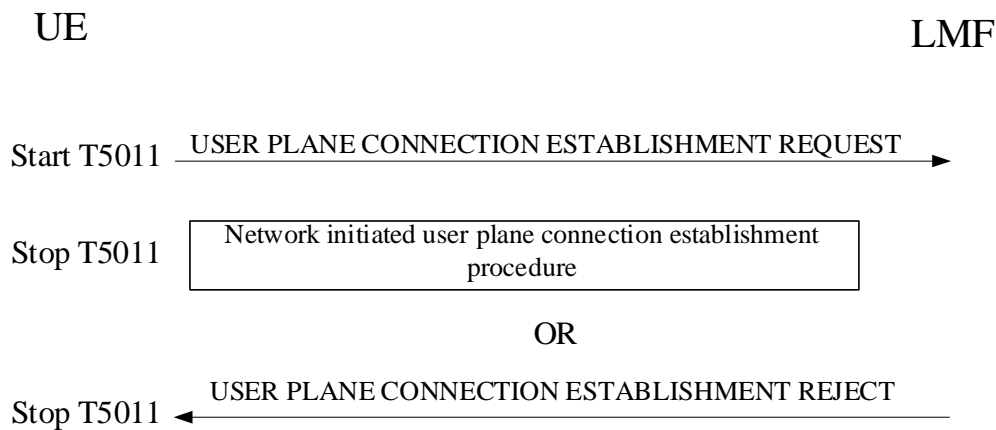 UE
LMF
Start T5011
USER PLANE CONNECTION ESTABLISHMENT REQUEST
Stop T5011
Network initiated user plane connection establishment
procedure
OR
USER PLANE CONNECTION ESTABLISHMENT REJECT
Stop T5011